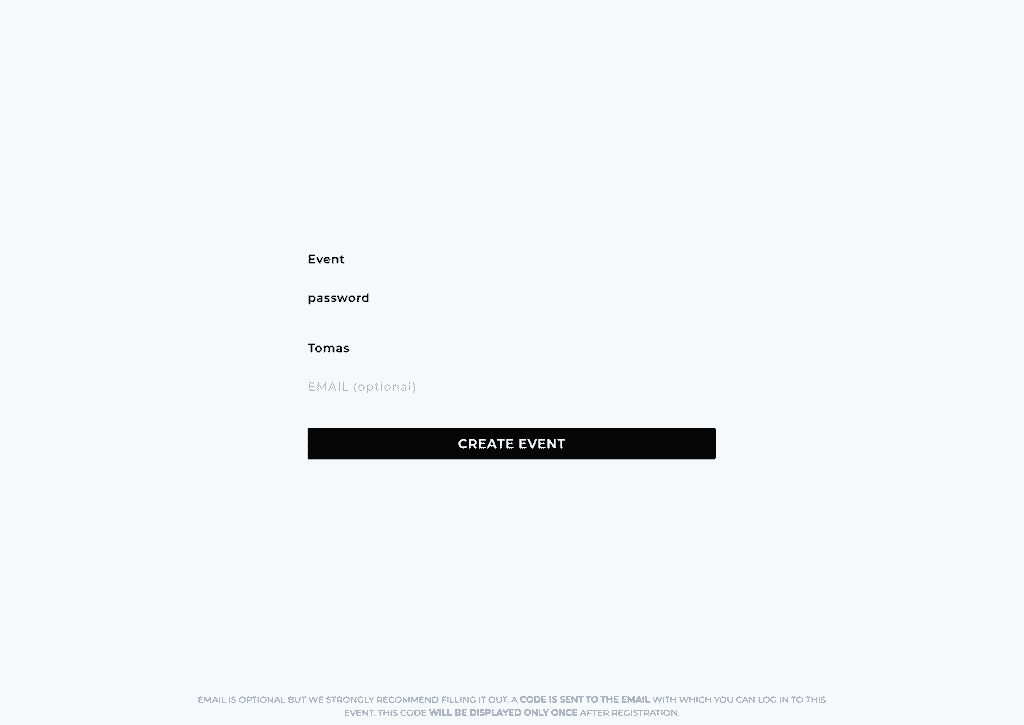 Event
password
Tomas
EMAIL (optional)
CREATE EVENT
EMAIL IS OPTIONAL BUT WE STRONGLY RECOMMEND FILLING IT OUT. A CODE IS SENT TO THE EMAIL WITH WHICH YOU CAN LOG IN TO THIS
EVENT. THIS CODE WILL BE DISPLAYED ONLY ONCE AFTER REGISTRATION.